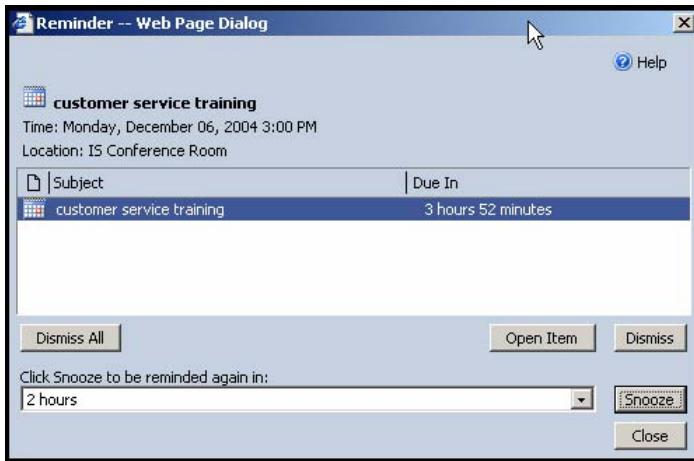 Reminder -- Web Page Dialog
Help
customer service training
Time: Monday, December 06, 2004 3:00 PM
Location: IS Conference Room
Subject Due In
customer service training 3 hours 52 minutes
Dismiss All Open Item Dismiss
Click Snooze to be reminded again in:
2 hours Snooze
Close